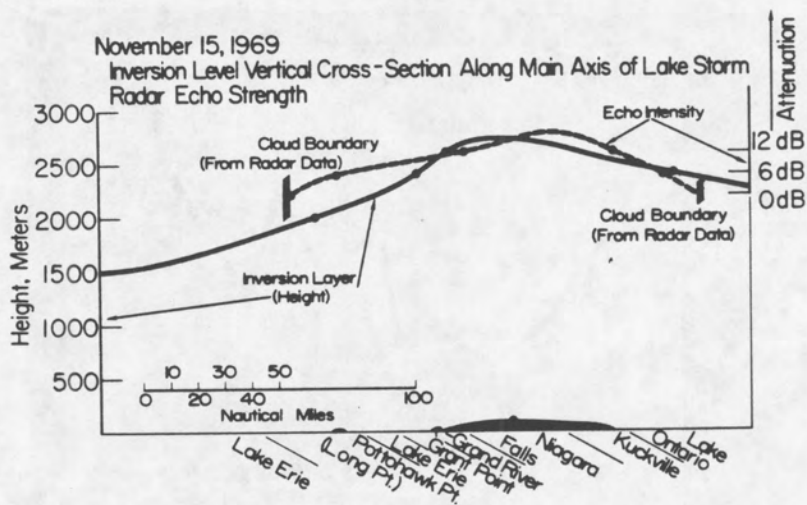 November 15, 1969
Inversion Level Vertical Cross-Section Along Main Axis of Lake Storm
Radar Echo Strength
Attenuation
3000
2500
2000
1500
1000
500
Height, Meters
Cloud Boundary
(From Radar Data)
Echo Intensity
12 dB
6 dB
0 dB
Cloud Boundary
(From Radar Data)
Inversion Layer
(Height)
10 30 50
0 20 40 100
Nautical Miles
Lake Erie
(Long Pt.)
Pottohawk Pt.
Lake Erie
Grant Point
Grand River
Falls
Niagara
Kuckville
Ontario
Lake